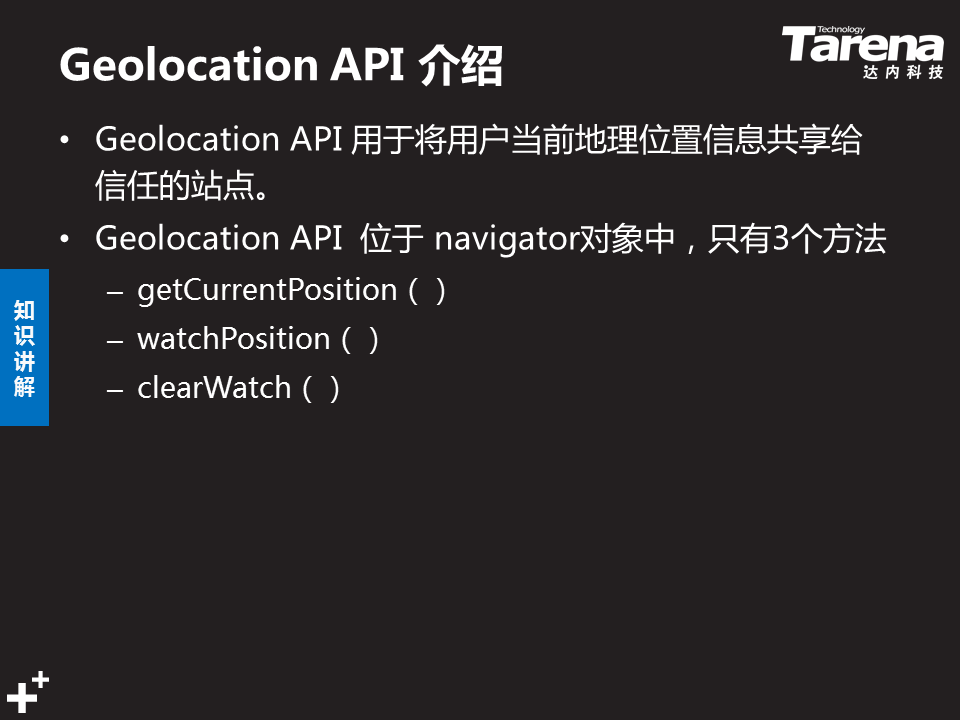 Geolocation API 介绍
Technology
Tarena
达内科技
• Geolocation API 用于将用户当前地理位置信息共享给
信任的站点。
• Geolocation API 位于 navigator对象中，只有3个方法
– getCurrentPosition（）
– watchPosition（）
– clearWatch（）
知识讲解